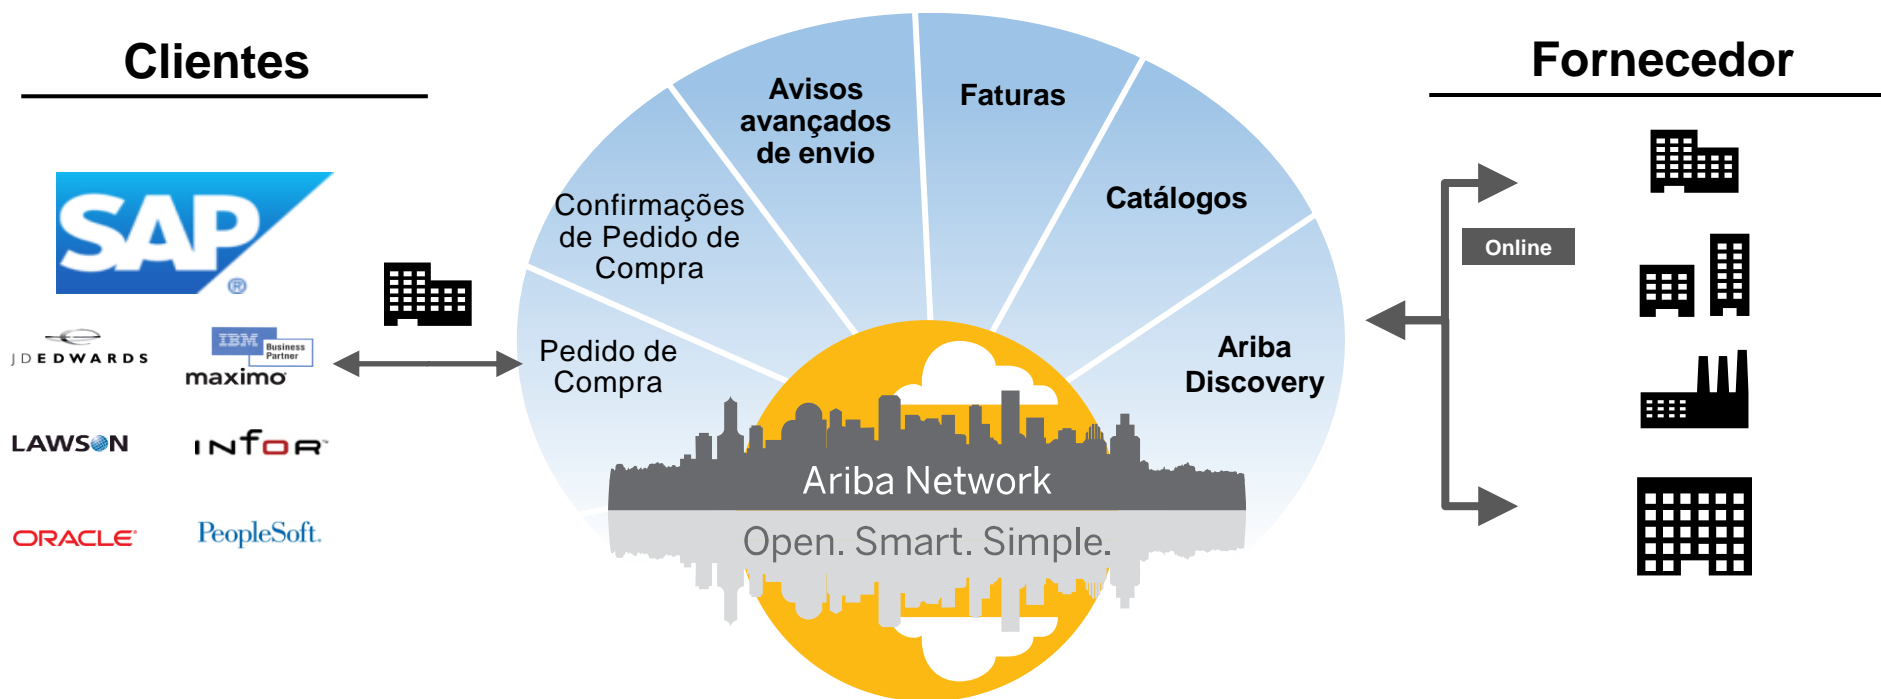 Clientes
SAP
®
JDEDWARDS
IBM
Business
Partner
maximo
LAWSON
INFOR
ORACLE
PeopleSoft.
Pedido de
Compra
Confirmações
de Pedido de
Compra
Avisos
avançados
de envio
Faturas
Catálogos
Ariba
Discovery
Ariba Network
Open. Smart. Simple.
Fornecedor
Online